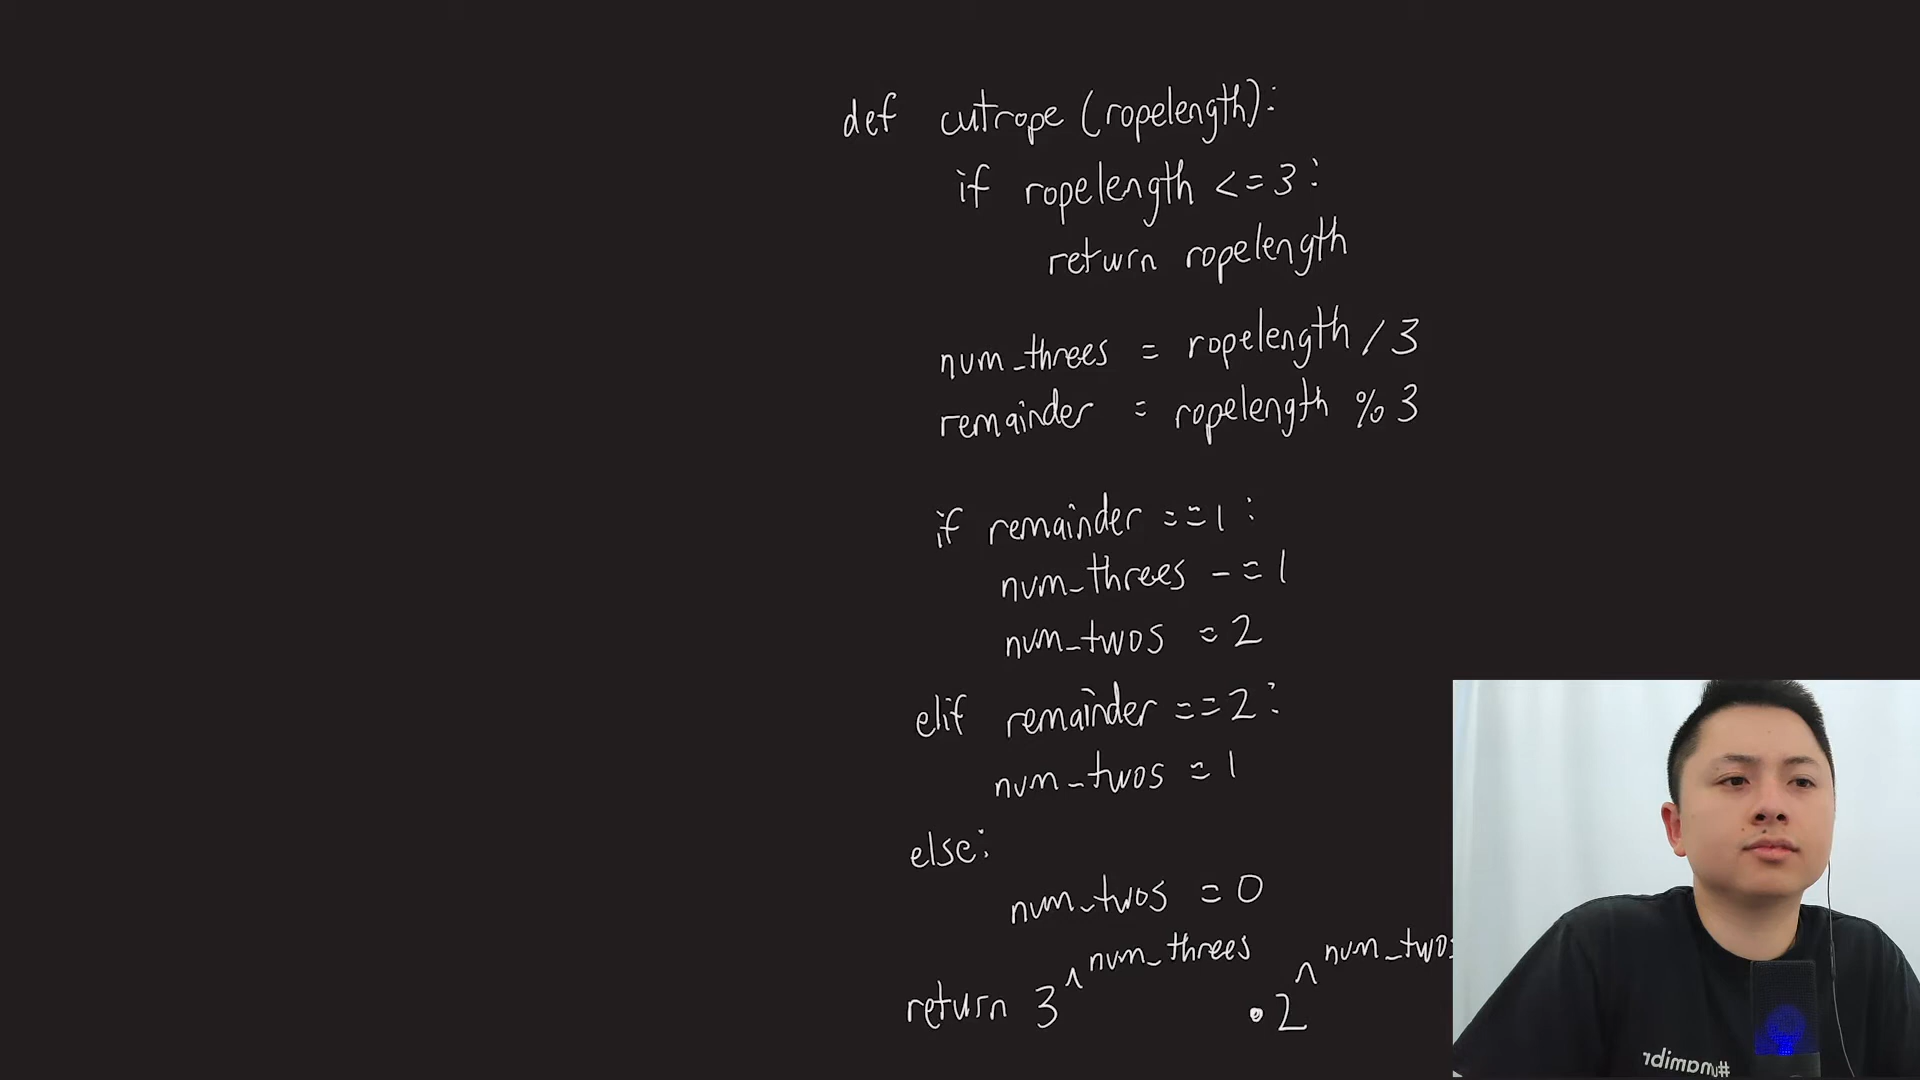 def cutrope (ropelength):
if ropelength <= 3:
return ropelength
num_threes = ropelength / 3
remainder = ropelength % 3
if remainder == 1:
num_threes -= 1
num_twos = 2
elif remainder == 2:
num_twos = 1
else:
num_twos = 0
return 3^num_threes • 2^num_twos